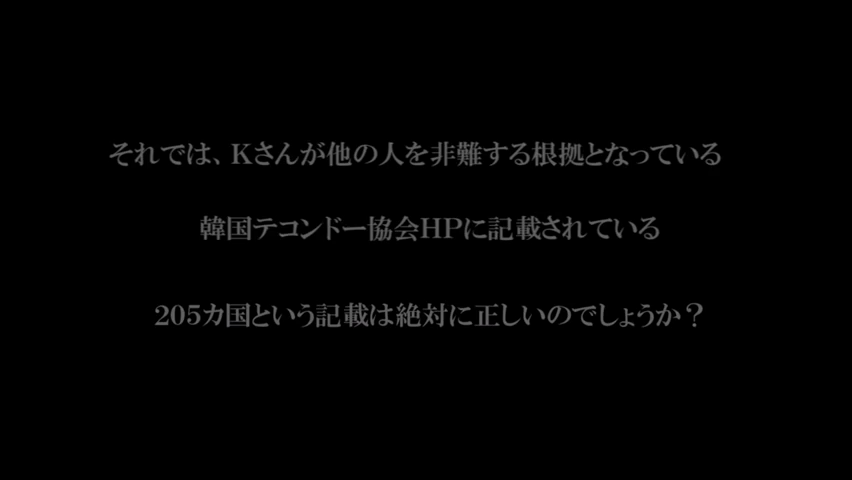 それでは、Kさんが他の人を非難する根拠となっている
韓国テコンドー協会HPに記載されている
205カ国という記載は絶対に正しいのでしょうか？